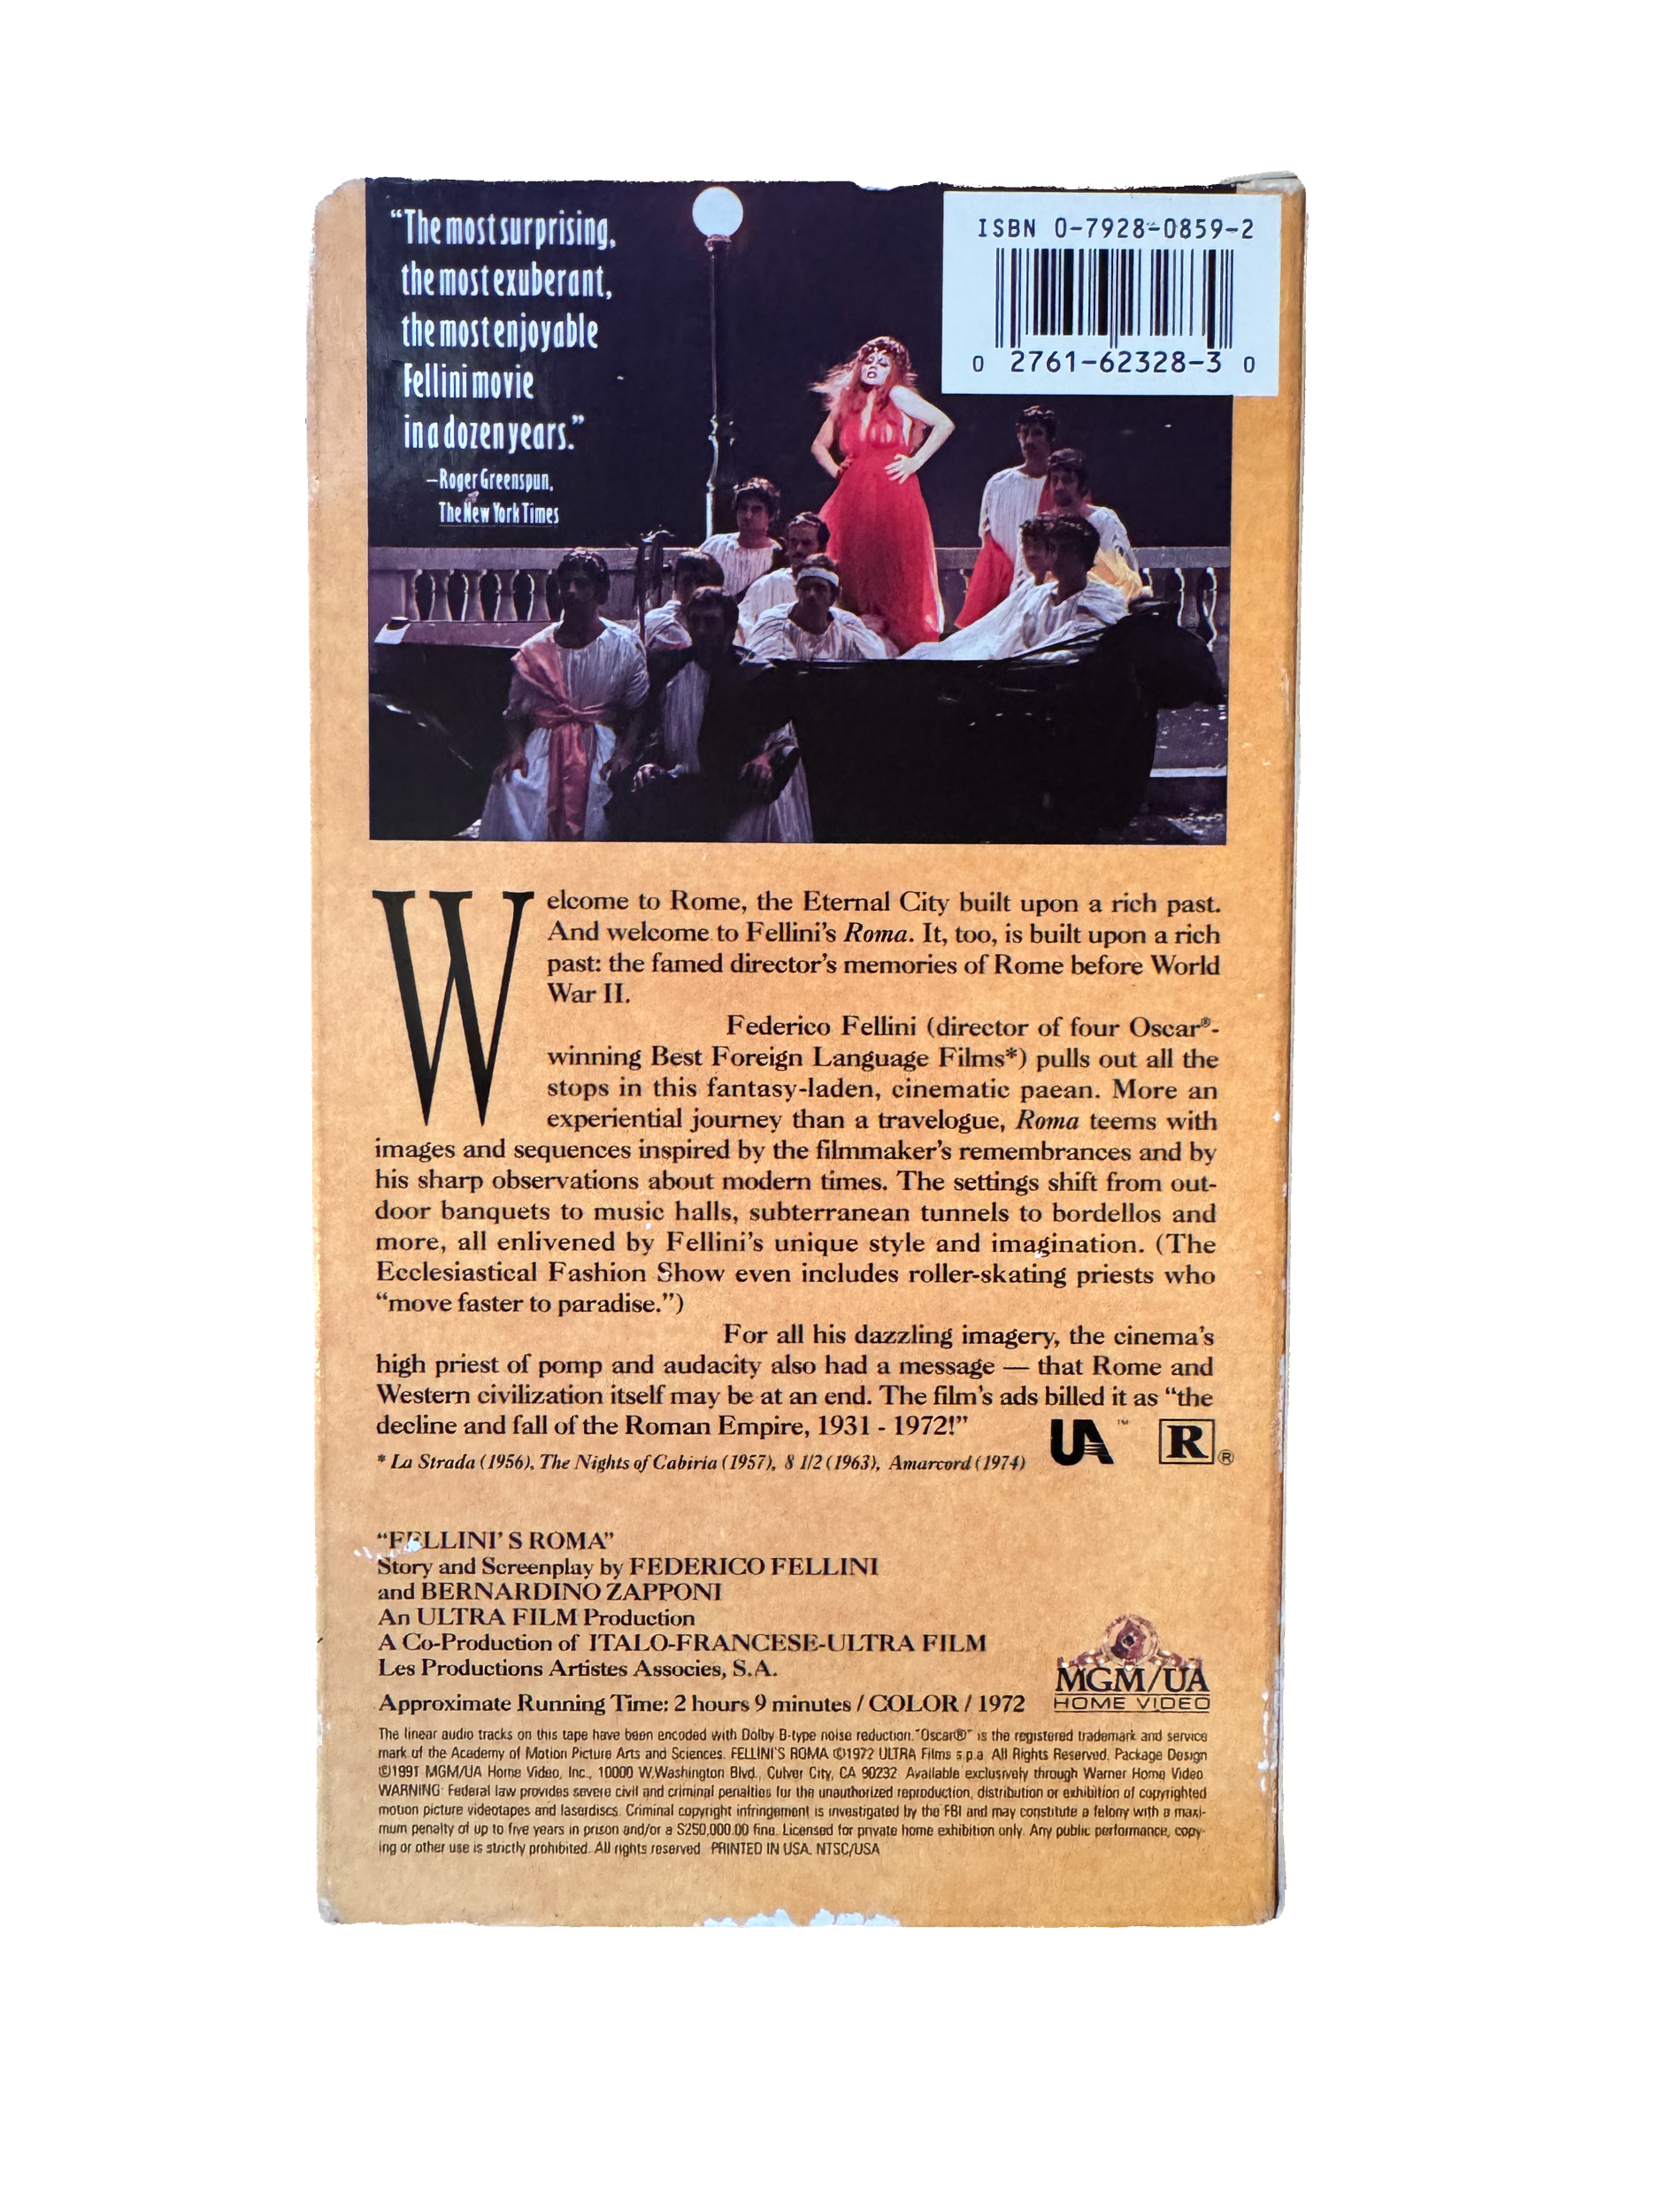 “The most surprising,
the most exuberant,
the most enjoyable
Fellini movie
in a dozen years.”
—Roger Greenspun,
The New York Times
ISBN 0-7928-0859-2
0 2761-62328-3 0
Welcome to Rome, the Eternal City built upon a rich past.
And welcome to Fellini’s Roma. It, too, is built upon a rich
past: the famed director’s memories of Rome before World
War II.
Federico Fellini (director of four Oscar®-
winning Best Foreign Language Films*) pulls out all the
stops in this fantasy-laden, cinematic paean. More an
experiential journey than a travelogue, Roma teems with
images and sequences inspired by the filmmaker’s remembrances and by
his sharp observations about modern times. The settings shift from out-
door banquets to music halls, subterranean tunnels to bordellos and
more, all enlivened by Fellini’s unique style and imagination. (The
Ecclesiastical Fashion Show even includes roller-skating priests who
“move faster to paradise.”)
For all his dazzling imagery, the cinema’s
high priest of pomp and audacity also had a message — that Rome and
Western civilization itself may be at an end. The film’s ads billed it as “the
decline and fall of the Roman Empire, 1931 - 1972!”
UA™ R®
* La Strada (1956), The Nights of Cabiria (1957), 8 1/2 (1963), Amarcord (1974)
“FELLINI’S ROMA”
Story and Screenplay by FEDERICO FELLINI
and BERNARDINO ZAPPONI
An ULTRA FILM Production
A Co-Production of ITALO-FRANCESE-ULTRA FILM
Les Productions Artistes Associes, S.A.
Approximate Running Time: 2 hours 9 minutes / COLOR / 1972
MGM/UA
HOME VIDEO
The linear audio tracks on this tape have been encoded with Dolby B-type noise reduction. "Oscar®" is the registered trademark and service
mark of the Academy of Motion Picture Arts and Sciences. FELLINI'S ROMA ©1972 ULTRA Films s.p.a. All Rights Reserved. Package Design
©1991 MGM/UA Home Video, Inc., 10000 W.Washington Blvd., Culver City, CA 90232. Available exclusively through Warner Home Video.
WARNING: Federal law provides severe civil and criminal penalties for the unauthorized reproduction, distribution or exhibition of copyrighted
motion picture videotapes and laserdiscs. Criminal copyright infringement is investigated by the FBI and may constitute a felony with a maxi-
mum penalty of up to five years in prison and/or a $250,000.00 fine. Licensed for private home exhibition only. Any public performance, copy-
ing or other use is strictly prohibited. All rights reserved. PRINTED IN USA. NTSC/USA